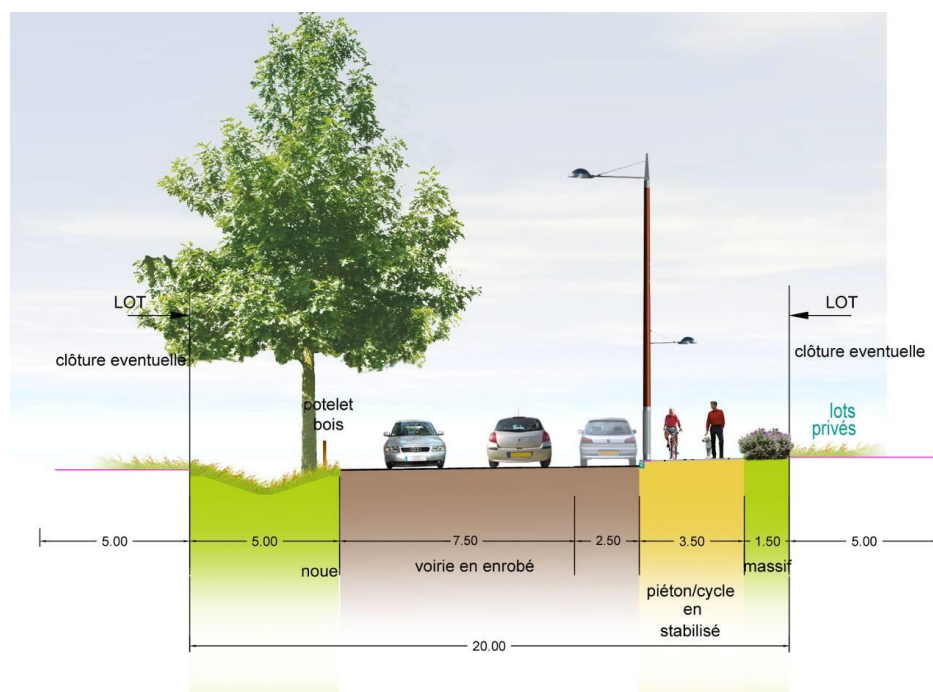 LOT
LOT
clôture eventuelle
clôture eventuelle
potelet
bois
lots
privés
5.00
5.00
7.50
2.50
3.50
1.50
5.00
noue
voirie en enrobé
massif
piéton/cycle
en
stabilisé
20.00